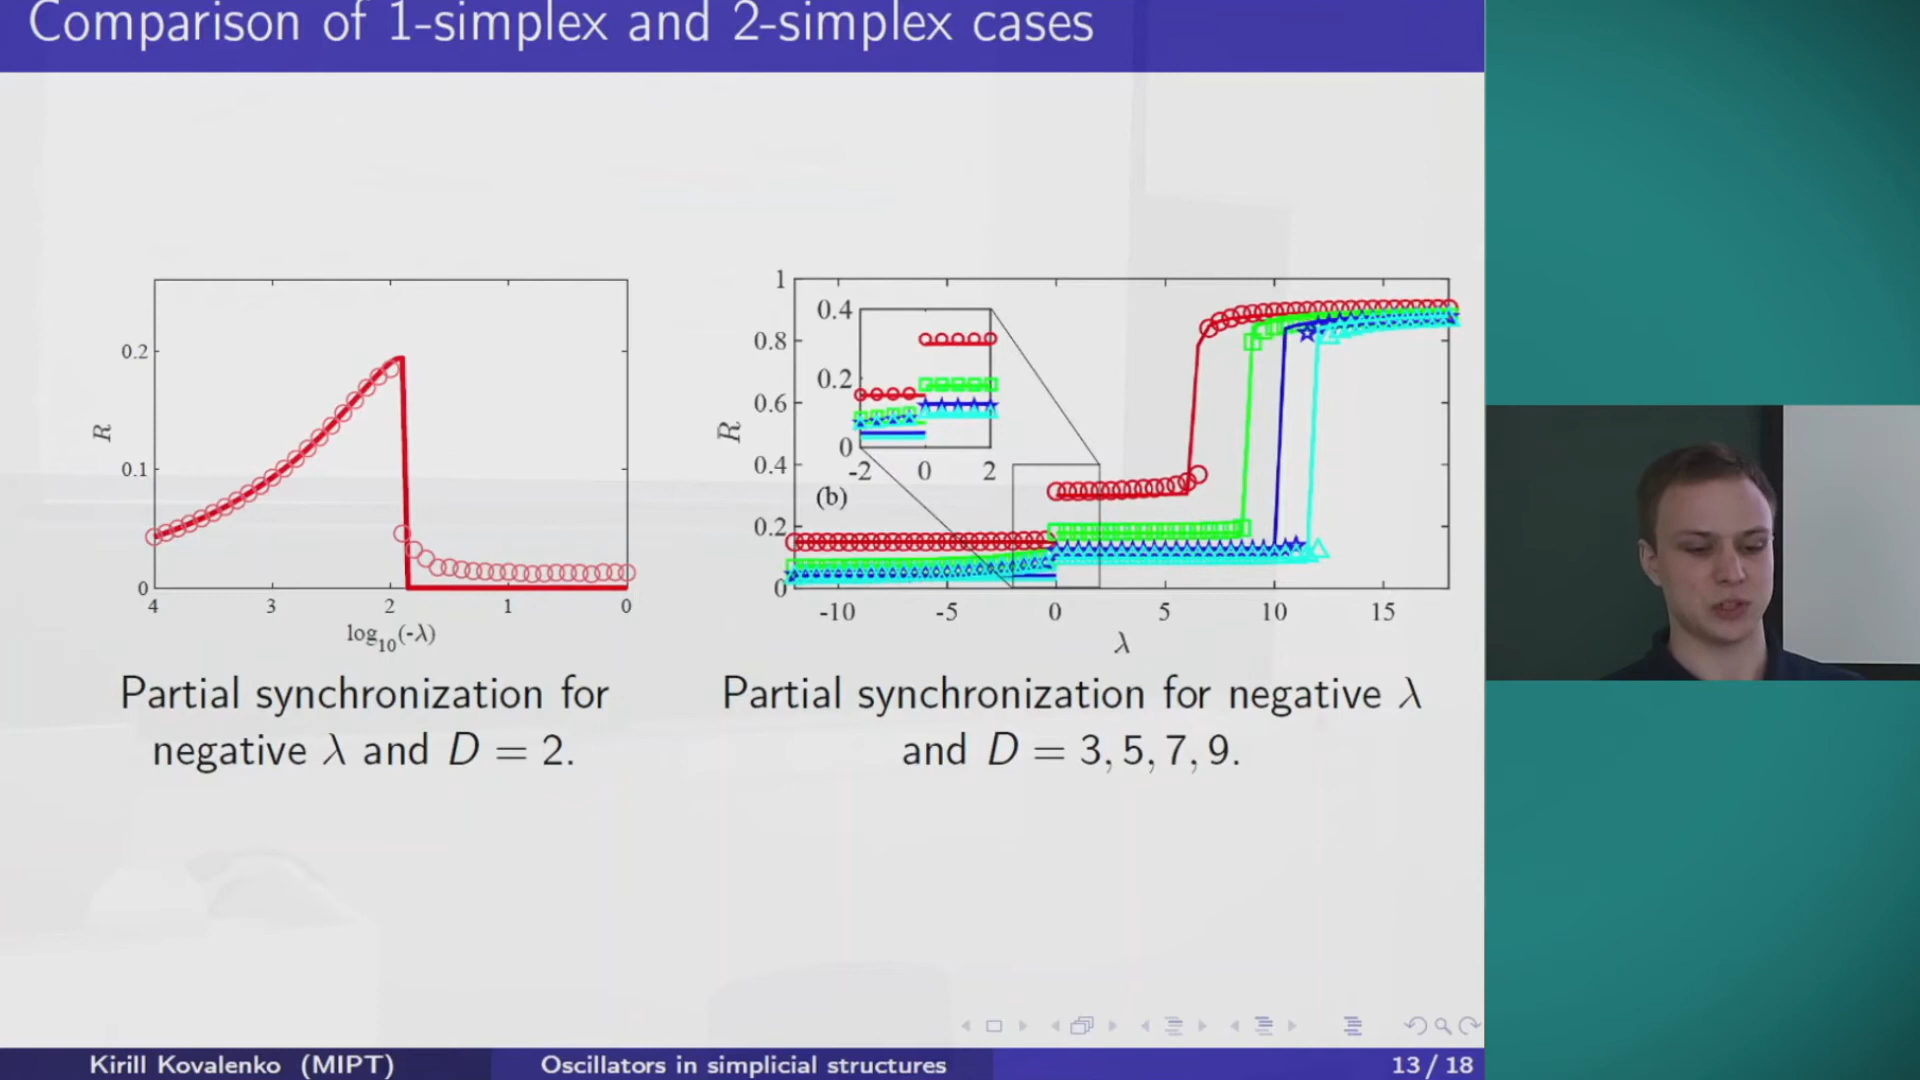 Comparison of 1-simplex and 2-simplex cases
R
0.2
0.1
0
4 3 2 1 0
log10(-λ)
R
1
0.8
0.6
0.4
0.2
0
-10 -5 0 5 10 15
λ
0.4
0.2
0
-2 0 2
(b)
Partial synchronization for
negative λ and D = 2.
Partial synchronization for negative λ
and D = 3, 5, 7, 9.
Kirill Kovalenko (MIPT)
Oscillators in simplicial structures
13 / 18